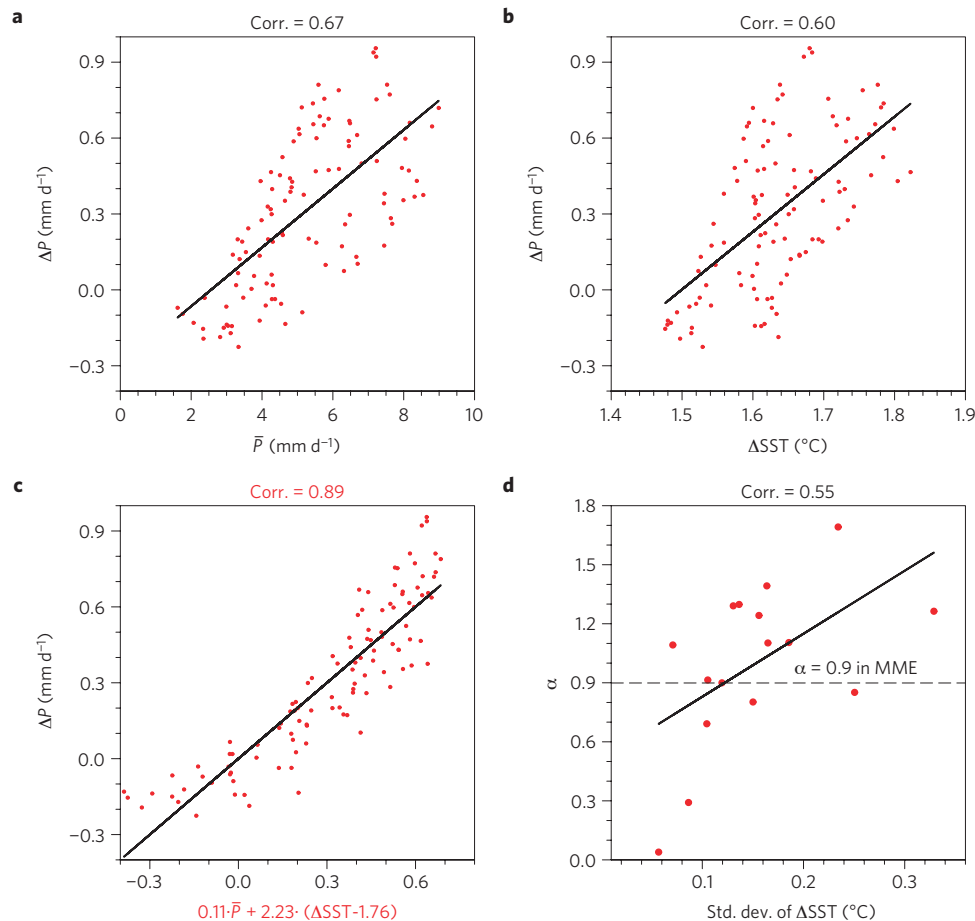 a
Corr. = 0.67
0.9
0.6
0.3
0.0
−0.3
ΔP (mm d⁻¹)
0 2 4 6 8 10
P̄ (mm d⁻¹)
b
Corr. = 0.60
0.9
0.6
0.3
0.0
−0.3
ΔP (mm d⁻¹)
1.4 1.5 1.6 1.7 1.8 1.9
ΔSST (°C)
c
Corr. = 0.89
0.9
0.6
0.3
0.0
−0.3
ΔP (mm d⁻¹)
−0.3 0.0 0.3 0.6
0.11·P̄ + 2.23· (ΔSST-1.76)
d
Corr. = 0.55
1.8
1.5
1.2
0.9
0.6
0.3
0.0
α
α = 0.9 in MME
0.1 0.2 0.3
Std. dev. of ΔSST (°C)